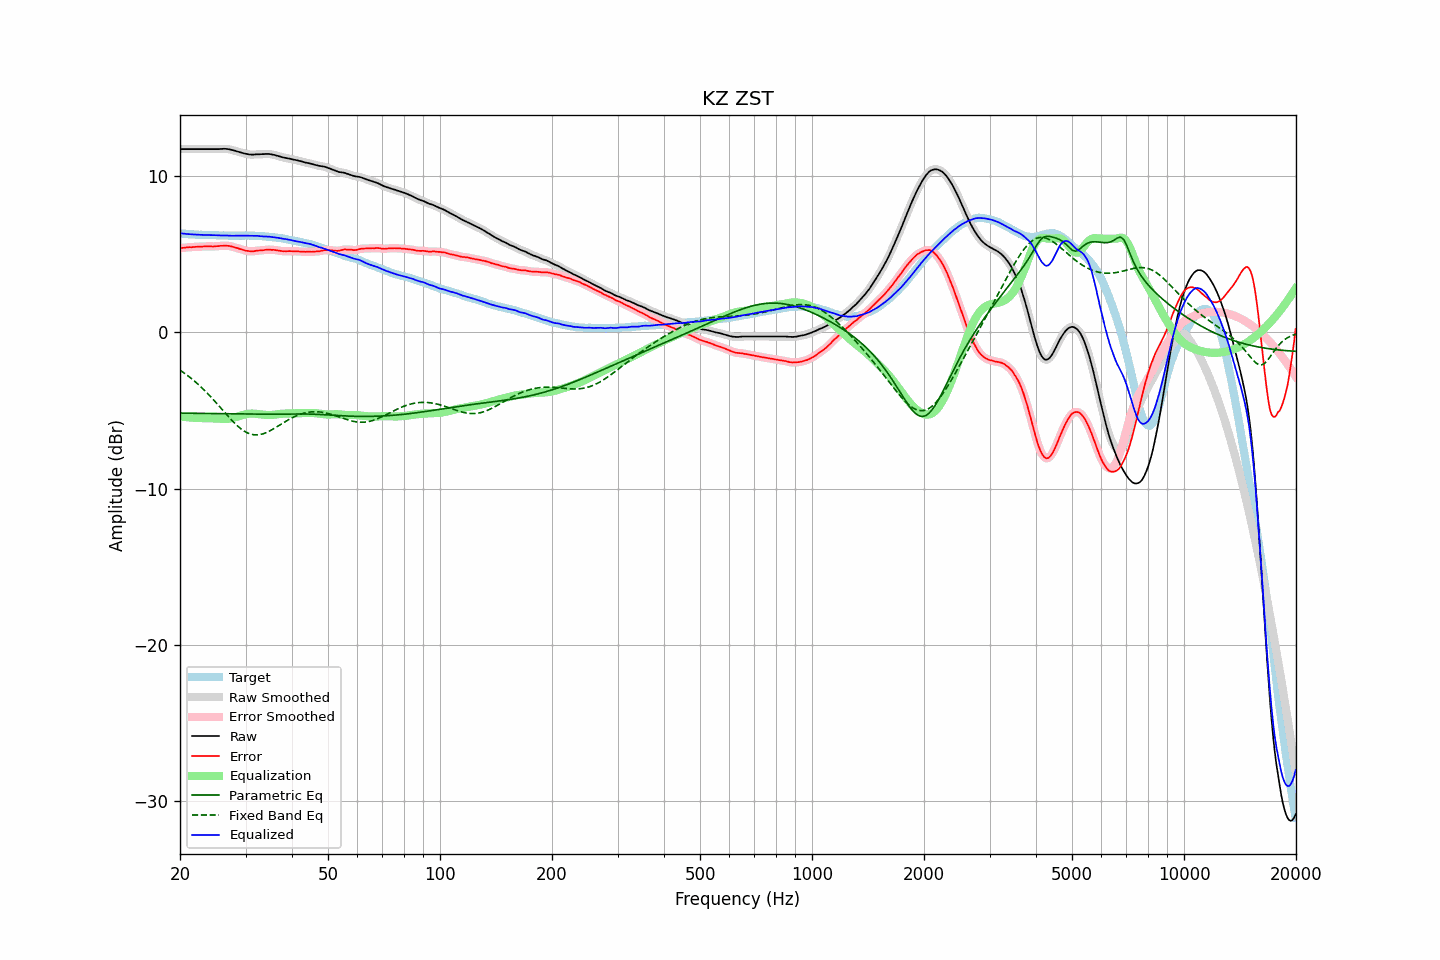 KZ ZST
10
0
−10
−20
−30
Amplitude (dBr)
20
50
100
200
500
1000
2000
5000
10000
20000
Frequency (Hz)
Target
Raw Smoothed
Error Smoothed
Raw
Error
Equalization
Parametric Eq
Fixed Band Eq
Equalized